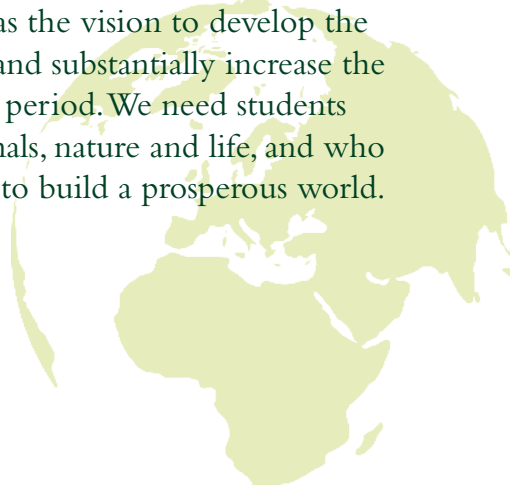 as the vision to develop the
and substantially increase the
period. We need students
nals, nature and life, and who
to build a prosperous world.